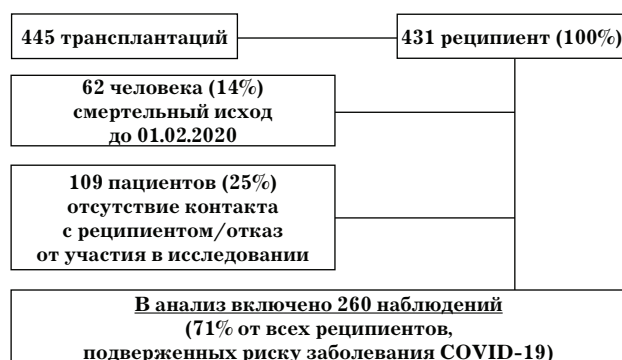 445 трансплантаций
431 реципиент (100%)
62 человека (14%)
смертельный исход
до 01.02.2020
109 пациентов (25%)
отсутствие контакта
с реципиентом/отказ
от участия в исследовании
В анализ включено 260 наблюдений
(71% от всех реципиентов,
подверженных риску заболевания COVID-19)